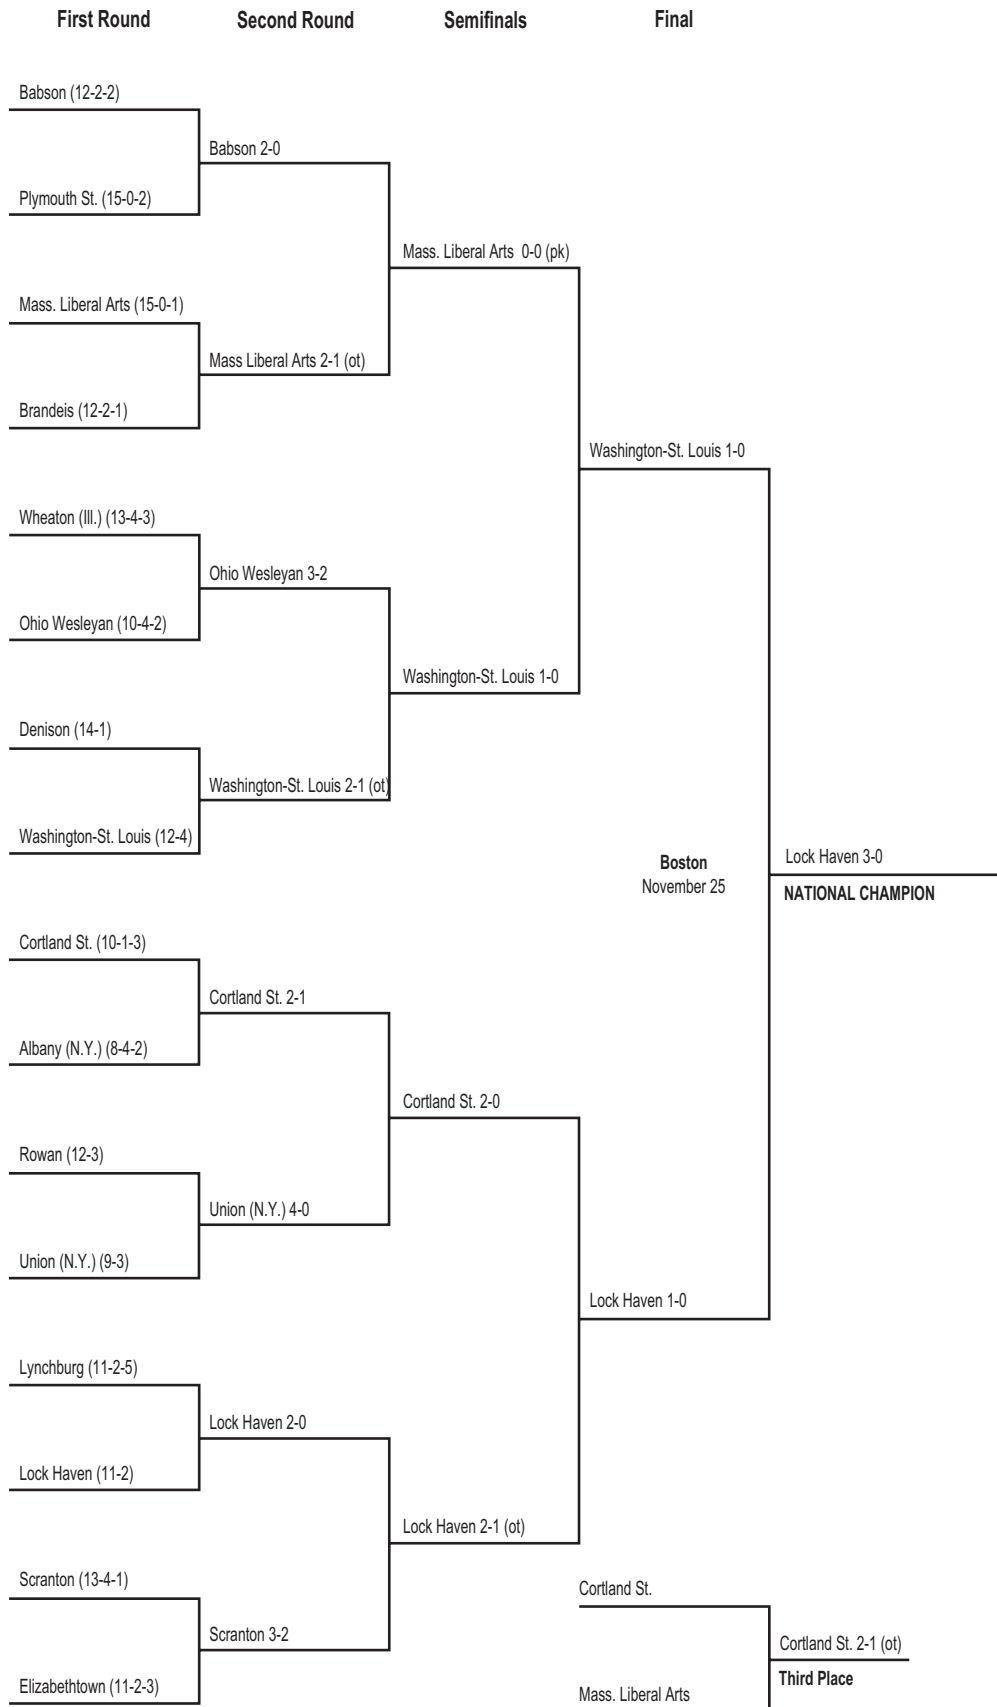 First Round
Second Round
Semifinals
Final
Babson (12-2-2)
Babson 2-0
Plymouth St. (15-0-2)
Mass. Liberal Arts 0-0 (pk)
Mass. Liberal Arts (15-0-1)
Mass Liberal Arts 2-1 (ot)
Brandeis (12-2-1)
Washington-St. Louis 1-0
Wheaton (Ill.) (13-4-3)
Ohio Wesleyan 3-2
Ohio Wesleyan (10-4-2)
Washington-St. Louis 1-0
Denison (14-1)
Washington-St. Louis 2-1 (ot)
Washington-St. Louis (12-4)
Boston
November 25
Lock Haven 3-0
NATIONAL CHAMPION
Cortland St. (10-1-3)
Cortland St. 2-1
Albany (N.Y.) (8-4-2)
Cortland St. 2-0
Rowan (12-3)
Union (N.Y.) 4-0
Union (N.Y.) (9-3)
Lock Haven 1-0
Lynchburg (11-2-5)
Lock Haven 2-0
Lock Haven (11-2)
Lock Haven 2-1 (ot)
Scranton (13-4-1)
Scranton 3-2
Elizabethtown (11-2-3)
Cortland St.
Cortland St. 2-1 (ot)
Third Place
Mass. Liberal Arts